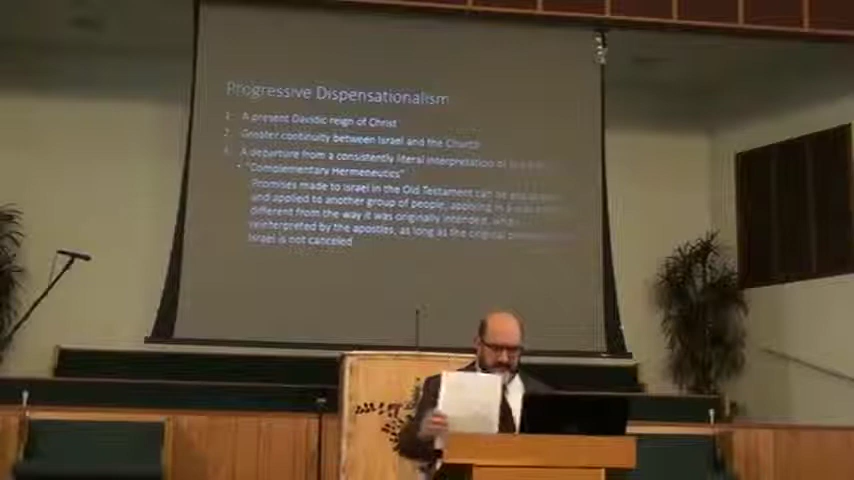 Progressive Dispensationalism
1. A present Davidic reign of Christ
2. Greater continuity between Israel and the Church
3. A departure from a consistently literal interpretation of
• "Complementary Hermeneutics"
Promises made to Israel in the Old Testament can be
and applied to another group of people, applying in a
different from the way it was originally intended,
reinterpreted by the apostles, as long as the original
Israel is not canceled